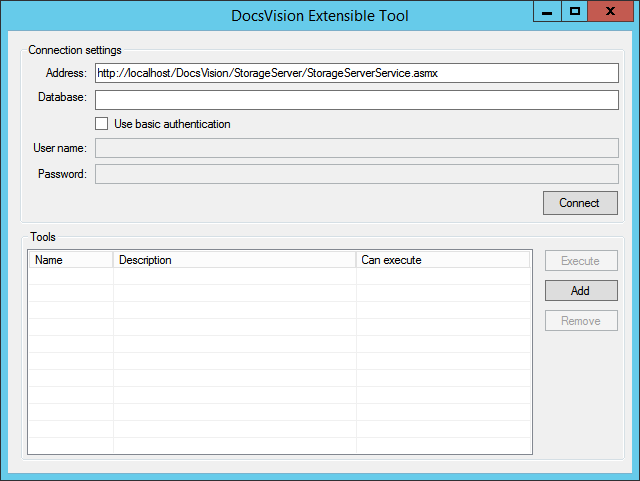 DocsVision Extensible Tool
Connection settings
Address: http://localhost/DocsVision/StorageServer/StorageServerService.asmx
Database:
Use basic authentication
User name:
Password:
Connect
Tools
Name Description Can execute
Execute
Add
Remove